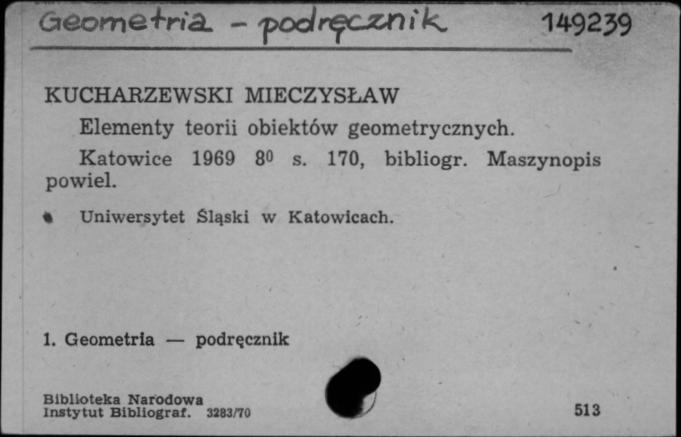 Geometria - podręcznik 149239
KUCHARZEWSKI MIECZYSŁAW
Elementy teorii obiektów geometrycznych.
Katowice 1969 8⁰ s. 170, bibliogr. Maszynopis
powiel.
Uniwersytet Śląski w Katowicach.
1. Geometria — podręcznik
Biblioteka Narodowa
Instytut Bibliograf. 3283/70 513